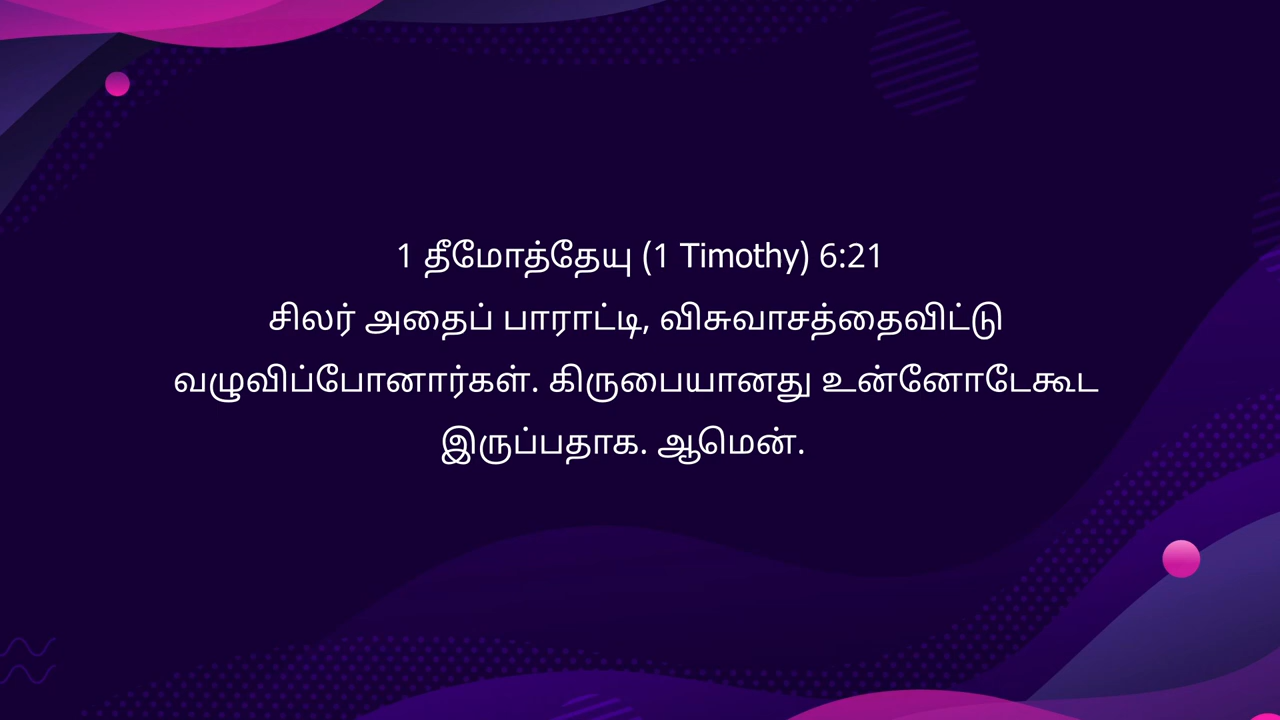 1 தீமோத்தேயு (1 Timothy) 6:21
சிலர் அதைப் பாராட்டி, விசுவாசத்தைவிட்டு
வழுவிப்போனார்கள். கிருபையானது உன்னோடேகூட
இருப்பதாக. ஆமென்.